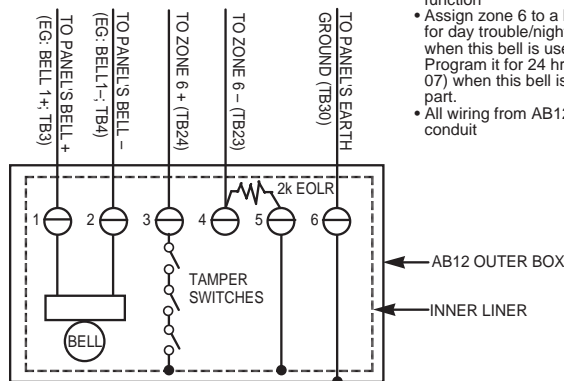 TO PANEL'S BELL +
(EG: BELL 1+; TB3)
TO PANEL'S BELL –
(EG: BELL1–; TB4)
TO ZONE 6 + (TB24)
TO ZONE 6 – (TB23)
TO PANEL'S EARTH
GROUND (TB30)
function
• Assign zone 6 to a
for day trouble/night
when this bell is use
Program it for 24 hr
07) when this bell is
part.
• All wiring from AB12
conduit
2k EOLR
1
2
3
4
5
6
TAMPER
SWITCHES
BELL
AB12 OUTER BOX
INNER LINER